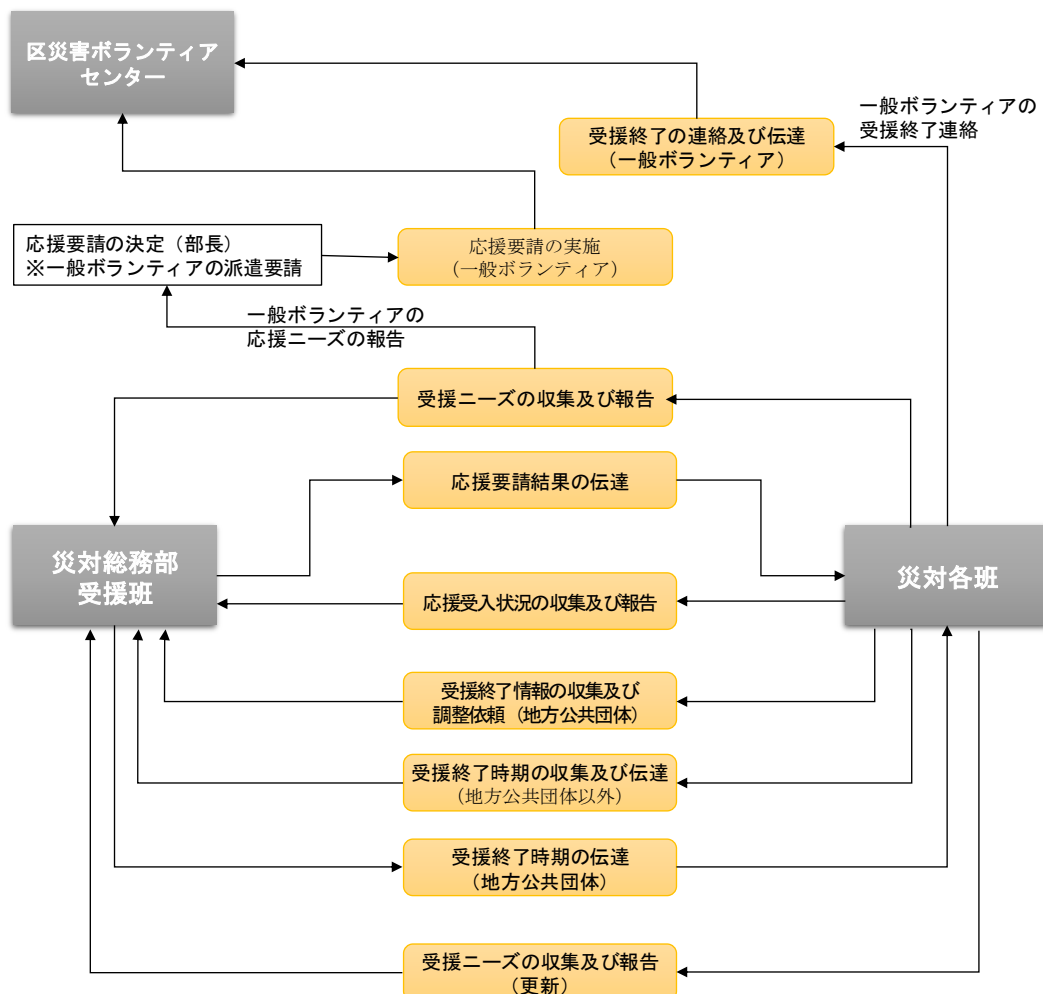 区災害ボランティア
センター
一般ボランティアの
受援終了連絡
受援終了の連絡及び伝達
（一般ボランティア）
応援要請の決定（部長）
※一般ボランティアの派遣要請
応援要請の実施
（一般ボランティア）
一般ボランティアの
応援ニーズの報告
受援ニーズの収集及び報告
応援要請結果の伝達
災対総務部
受援班
災対各班
応援受入状況の収集及び報告
受援終了情報の収集及び
調整依頼（地方公共団体）
受援終了時期の収集及び伝達
（地方公共団体以外）
受援終了時期の伝達
（地方公共団体）
受援ニーズの収集及び報告
（更新）